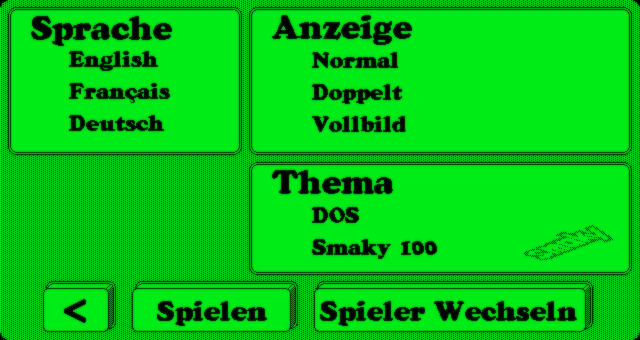 Sprache
English
Français
Deutsch
Anzeige
Normal
Doppelt
Vollbild
Thema
DOS
Smaky 100
<
Spielen
Spieler Wechseln